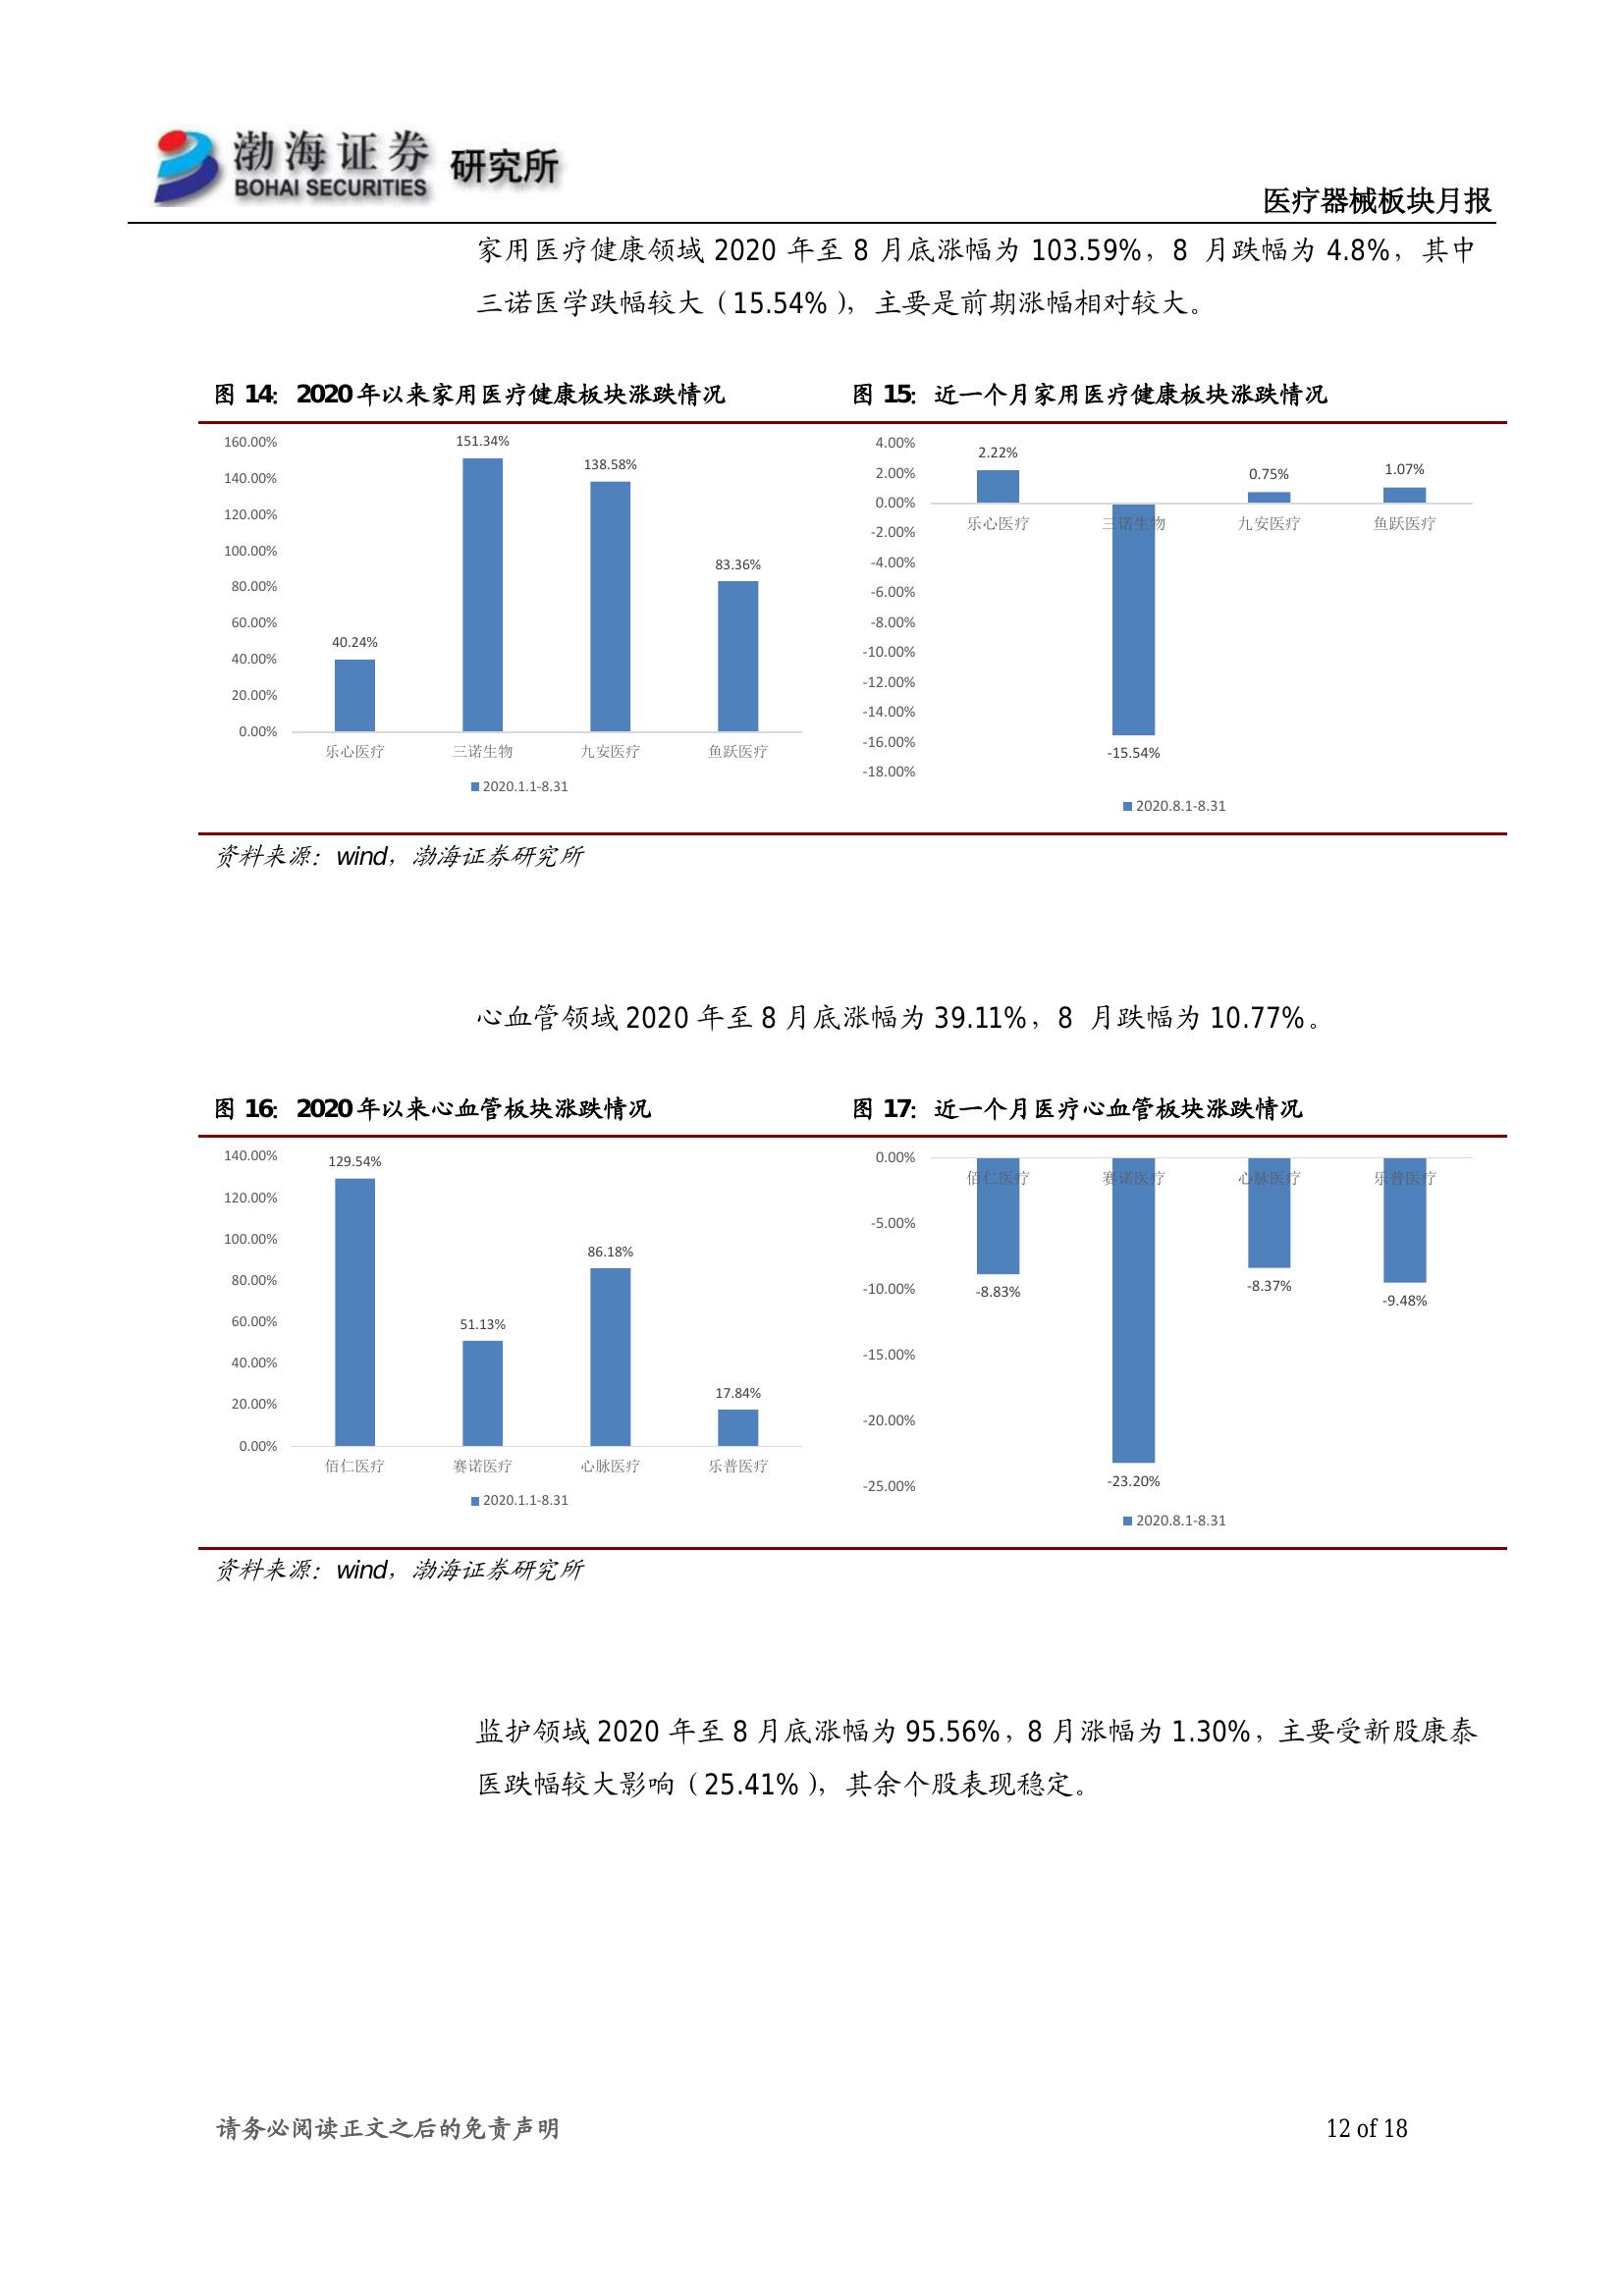 渤海证券 研究所
BOHAI SECURITIES
医疗器械板块月报
家用医疗健康领域 2020 年至 8 月底涨幅为 103.59%，8 月跌幅为 4.8%，其中
三诺医学跌幅较大（15.54%），主要是前期涨幅相对较大。
图 14： 2020 年以来家用医疗健康板块涨跌情况
160.00%
140.00%
120.00%
100.00%
80.00%
60.00%
40.00%
20.00%
0.00%
40.24%
151.34%
138.58%
83.36%
乐心医疗 三诺生物 九安医疗 鱼跃医疗
2020.1.1-8.31
图 15： 近一个月家用医疗健康板块涨跌情况
4.00%
2.00%
0.00%
-2.00%
-4.00%
-6.00%
-8.00%
-10.00%
-12.00%
-14.00%
-16.00%
-18.00%
2.22%
-15.54%
0.75%
1.07%
乐心医疗 三诺生物 九安医疗 鱼跃医疗
2020.8.1-8.31
资料来源：wind，渤海证券研究所
心血管领域 2020 年至 8 月底涨幅为 39.11%，8 月跌幅为 10.77%。
图 16： 2020 年以来心血管板块涨跌情况
140.00%
120.00%
100.00%
80.00%
60.00%
40.00%
20.00%
0.00%
129.54%
51.13%
86.18%
17.84%
佰仁医疗 赛诺医疗 心脉医疗 乐普医疗
2020.1.1-8.31
图 17： 近一个月医疗心血管板块涨跌情况
0.00%
-5.00%
-10.00%
-15.00%
-20.00%
-25.00%
佰仁医疗 赛诺医疗 心脉医疗 乐普医疗
-8.83%
-23.20%
-8.37%
-9.48%
2020.8.1-8.31
资料来源：wind，渤海证券研究所
监护领域 2020 年至 8 月底涨幅为 95.56%，8 月涨幅为 1.30%，主要受新股康泰
医跌幅较大影响（25.41%），其余个股表现稳定。
请务必阅读正文之后的免责声明
12 of 18